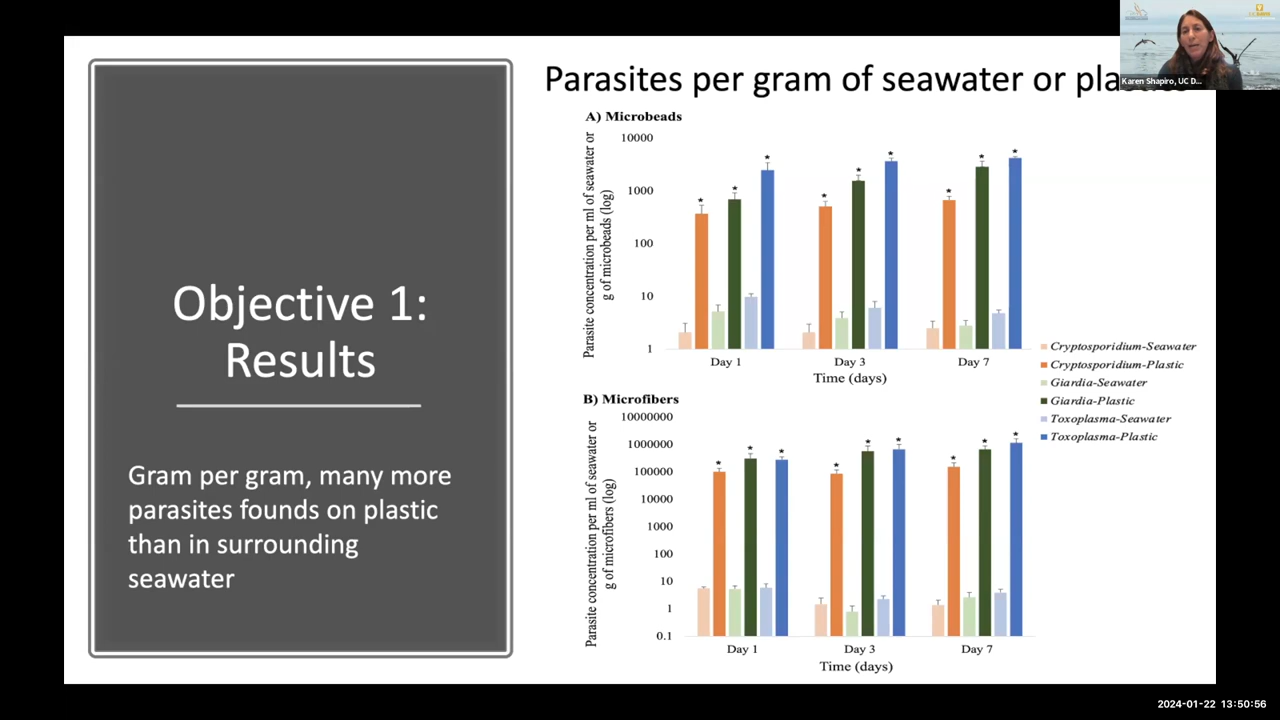 Parasites per gram of seawater or
Karen Shapiro, UC D...
Objective 1:
Results
Gram per gram, many more
parasites found on plastic
than in surrounding
seawater
A) Microbeads
Parasite concentration per ml of seawater or
g of microbeads (log)
10000
1000
100
10
1
Day 1
Day 3
Day 7
Time (days)
Cryptosporidium-Seawater
Cryptosporidium-Plastic
Giardia-Seawater
Giardia-Plastic
Toxoplasma-Seawater
Toxoplasma-Plastic
B) Microfibers
Parasite concentration per ml of seawater or
g of microfibers (log)
10000000
1000000
100000
10000
1000
100
10
1
0.1
Day 1
Day 3
Day 7
Time (days)
2024-01-22 13:50:56